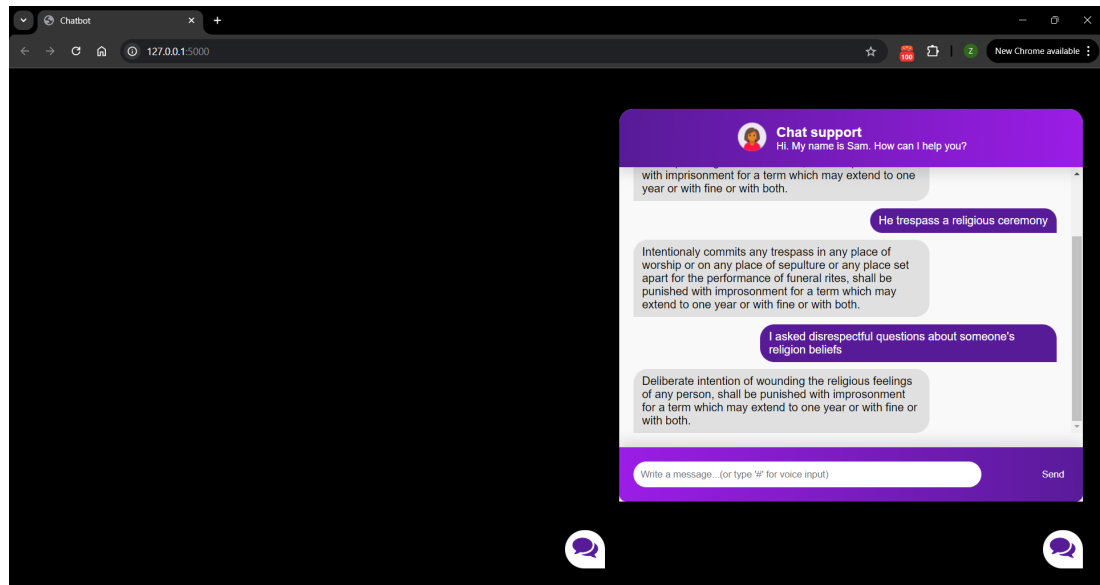 Chatbot
127.0.0.1:5000
100
Z
New Chrome available
Chat support
Hi. My name is Sam. How can I help you?
with imprisonment for a term which may extend to one
year or with fine or with both.
He trespass a religious ceremony
Intentionaly commits any trespass in any place of
worship or on any place of sepulture or any place set
apart for the performance of funeral rites, shall be
punished with improsonment for a term which may
extend to one year or with fine or with both.
I asked disrespectful questions about someone's
religion beliefs
Deliberate intention of wounding the religious feelings
of any person, shall be punished with improsonment
for a term which may extend to one year or with fine or
with both.
Write a message...(or type '#' for voice input)
Send